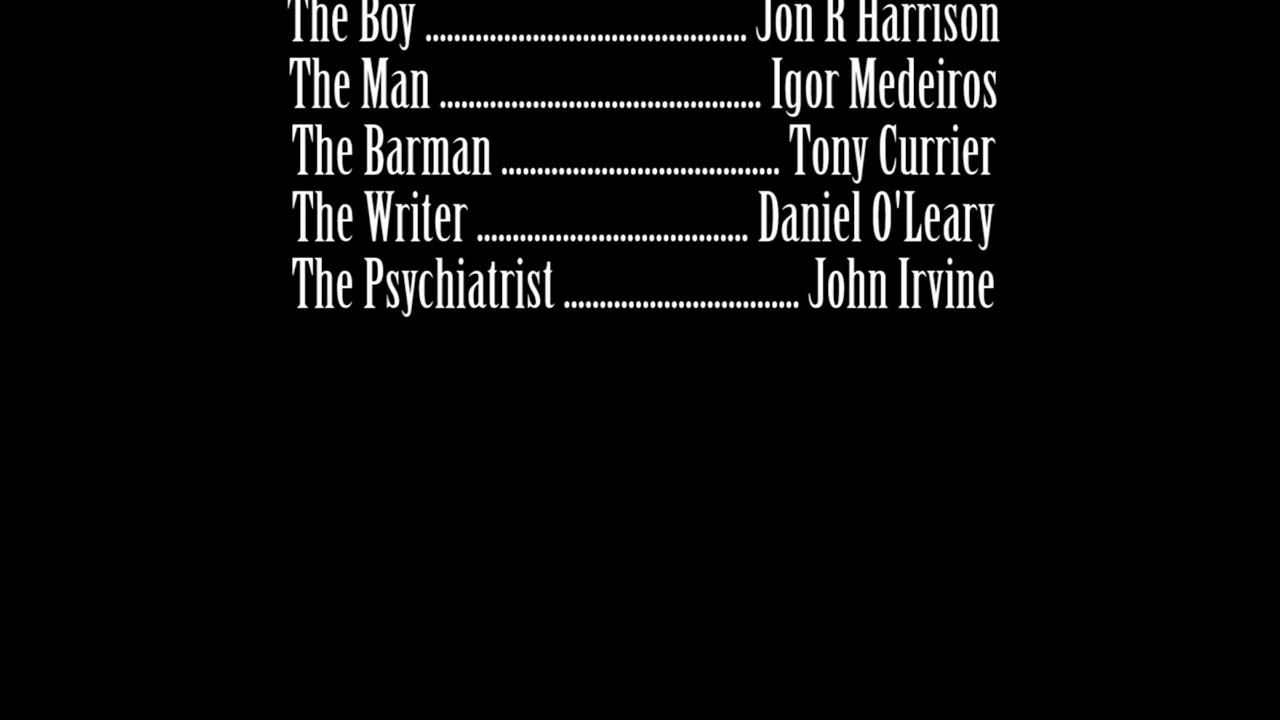 The Boy ............................................. Jon R Harrison
The Man ............................................. Igor Medeiros
The Barman ....................................... Tony Currier
The Writer ...................................... Daniel O'Leary
The Psychiatrist ................................. John Irvine